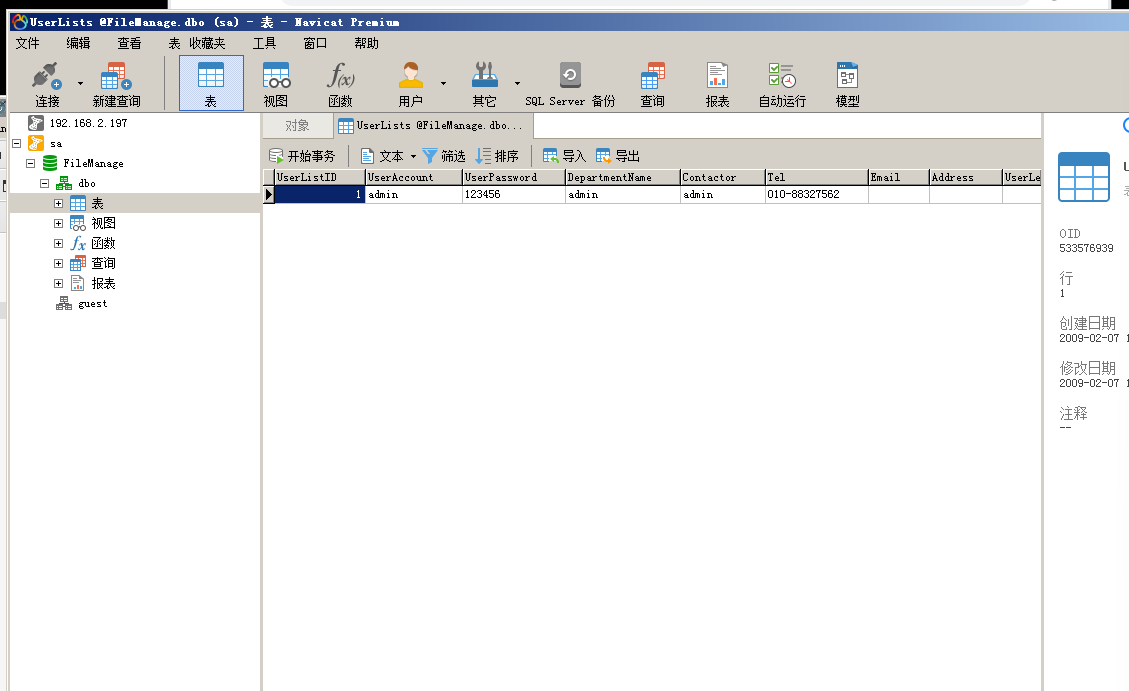 UserLists @FileManage.dbo (sa) - 表 - Navicat Premium
文件 编辑 查看 表 收藏夹 工具 窗口 帮助
连接 新建查询 表 视图 函数 用户 其它 SQL Server 备份 查询 报表 自动运行 模型
192.168.2.197
sa
FileManage
dbo
表
视图
函数
查询
报表
guest
对象 UserLists @FileManage.dbo...
开始事务 文本 筛选 排序 导入 导出
UserListID UserAccount UserPassword DepartmentName Contactor Tel Email Address UserLe
1 admin 123456 admin admin 010-88327562
OID
533576939
行
1
创建日期
2009-02-07 1
修改日期
2009-02-07 1
注释
--